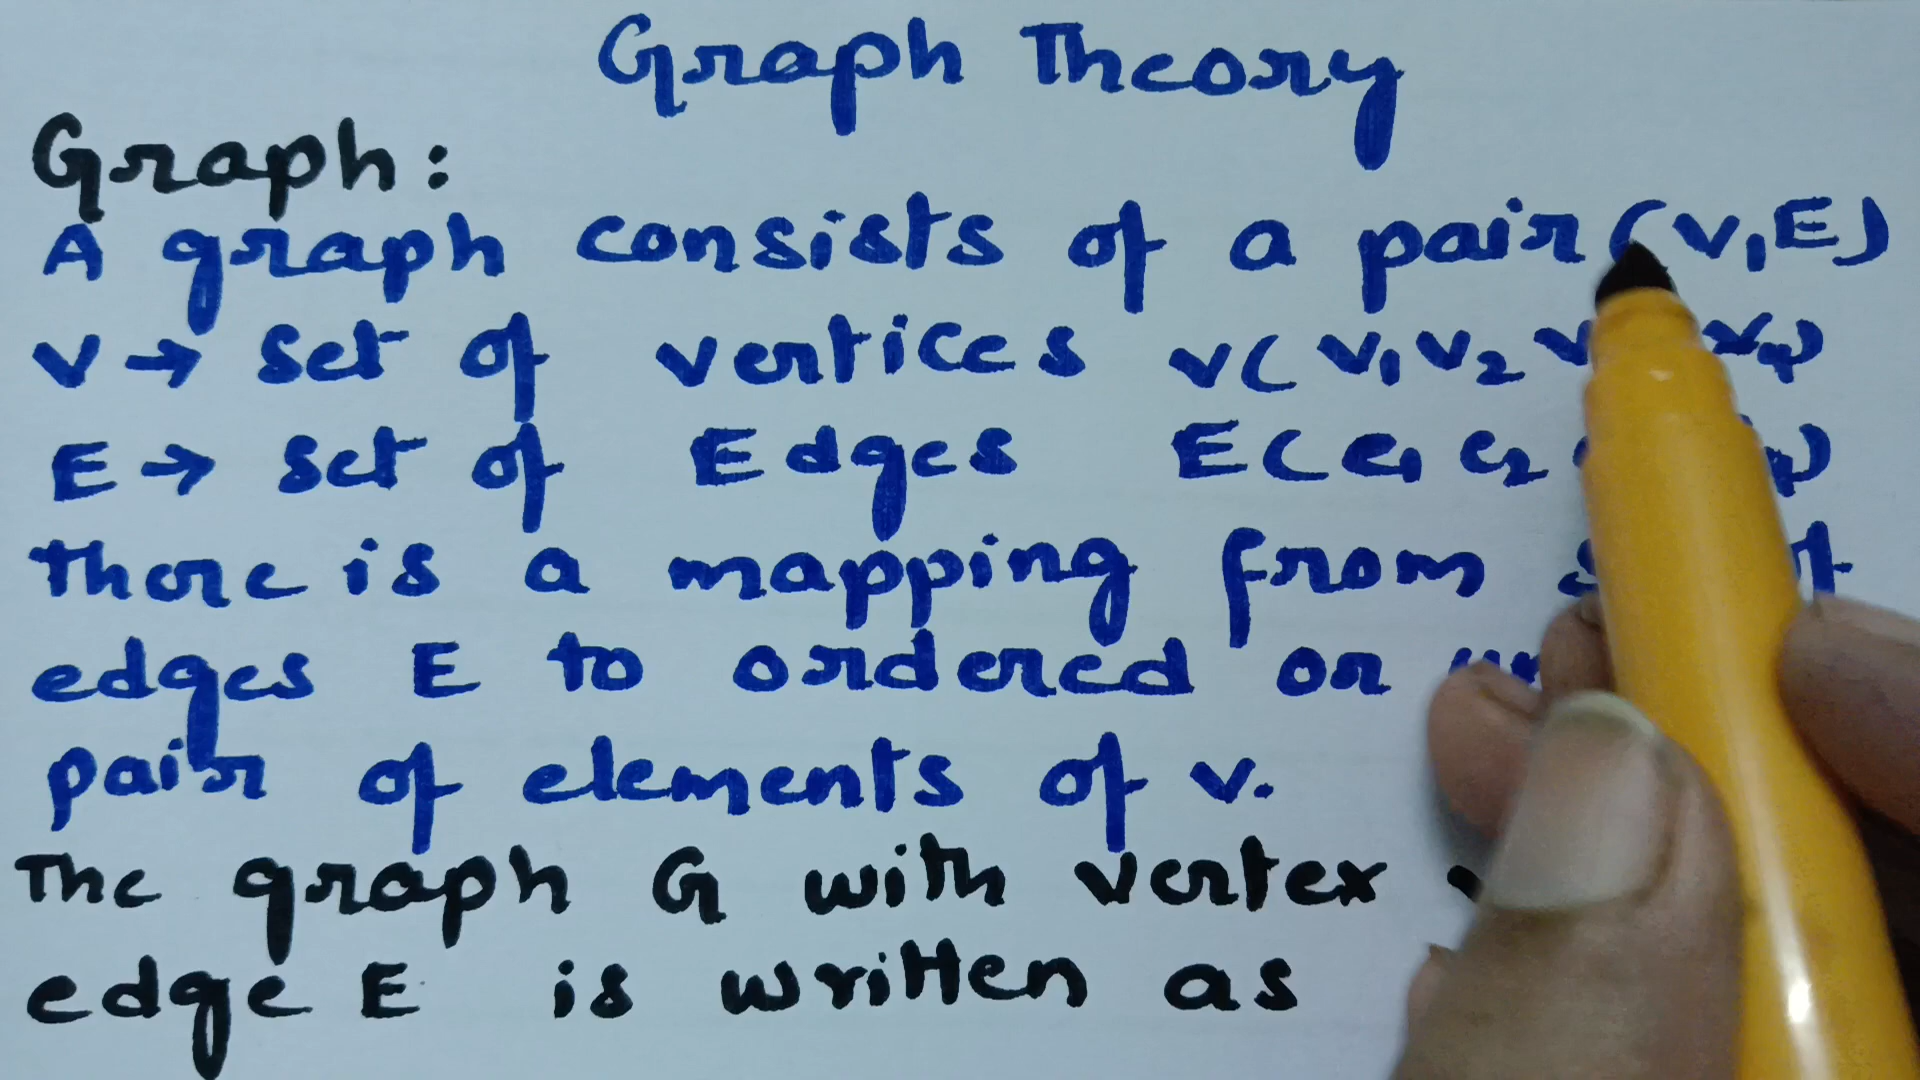 Graph Theory
Graph:
A graph consists of a pair (V, E)
V → set of vertices V( V1 V2 V4)
E → set of Edges E( e1 e2
there is a mapping from
edges E to ordered or
pair of elements of V.
The graph G with vertex
edge E is written as